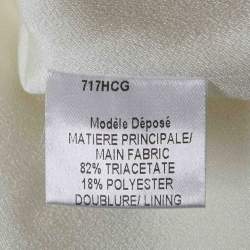 717HCG
Modèle Déposé
MATIERE PRINCIPALE/
MAIN FABRIC
82% TRIACETATE
18% POLYESTER
DOUBLURE/ LINING